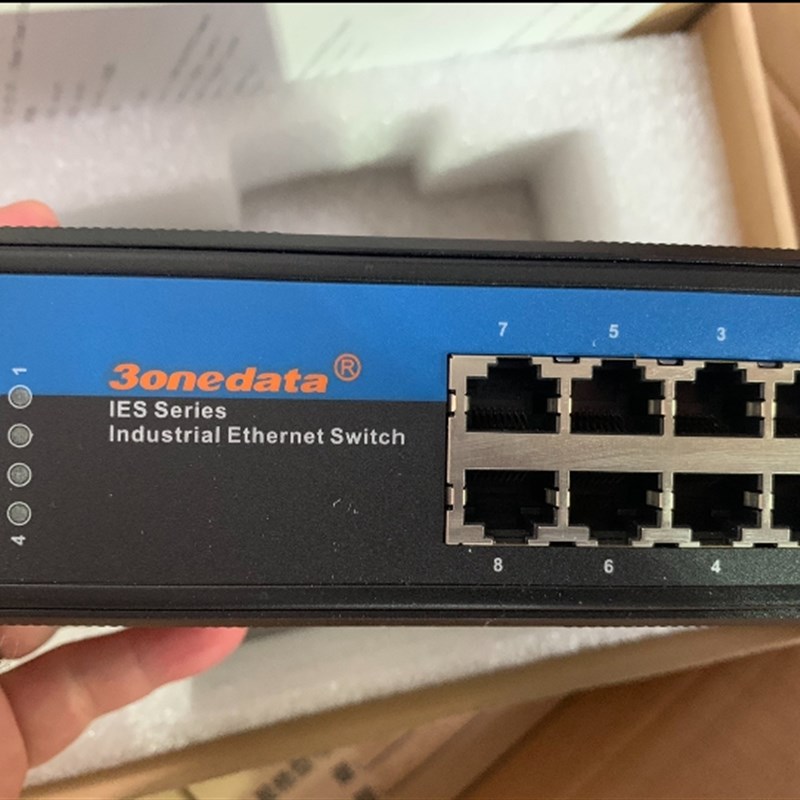 7 5 3
1
3onedata®
IES Series
Industrial Ethernet Switch
4
8 6 4